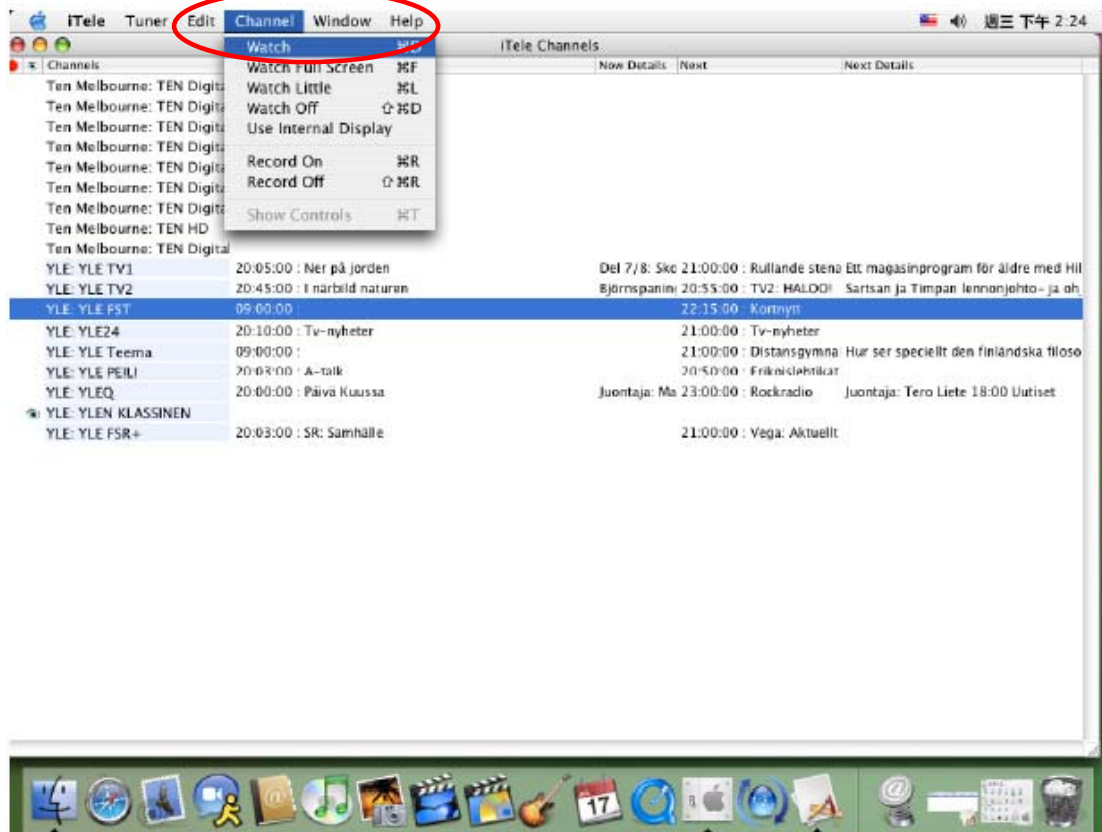 iTele Tuner Edit Channel Window Help 週三 下午 2:24
iTele Channels
Channels Now Details Next Next Details
Watch ⌘D
Watch Full Screen ⌘F
Watch Little ⌘L
Watch Off ⇧⌘D
Use Internal Display
Record On ⌘R
Record Off ⇧⌘R
Show Controls ⌘T
Ten Melbourne: TEN Digita
Ten Melbourne: TEN Digita
Ten Melbourne: TEN Digita
Ten Melbourne: TEN Digita
Ten Melbourne: TEN Digita
Ten Melbourne: TEN Digita
Ten Melbourne: TEN Digita
Ten Melbourne: TEN HD
Ten Melbourne: TEN Digital
YLE: YLE TV1 20:05:00 : Ner på jorden Del 7/8: Skc 21:00:00 : Rullande stena Ett magasinprogram för äldre med Hil
YLE: YLE TV2 20:45:00 : I närbild naturen Björnspanin 20:55:00 : TV2: HALOO! Sartsan ja Timpan lennonjohto- ja oh
YLE: YLE FST 09:00:00 : 22:15:00 : Kortnytt
YLE: YLE24 20:10:00 : Tv-nyheter 21:00:00 : Tv-nyheter
YLE: YLE Teema 09:00:00 : 21:00:00 : Distansgymna Hur ser speciellt den finländska filoso
YLE: YLE PEILI 20:03:00 : A-talk 20:50:00 : Erikoislehtikat
YLE: YLEQ 20:00:00 : Päivä Kuussa Juontaja: Ma 23:00:00 : Rockradio Juontaja: Tero Liete 18:00 Uutiset
YLE: YLEN KLASSINEN
YLE: YLE FSR+ 20:03:00 : SR: Samhälle 21:00:00 : Vega: Aktuellt
17